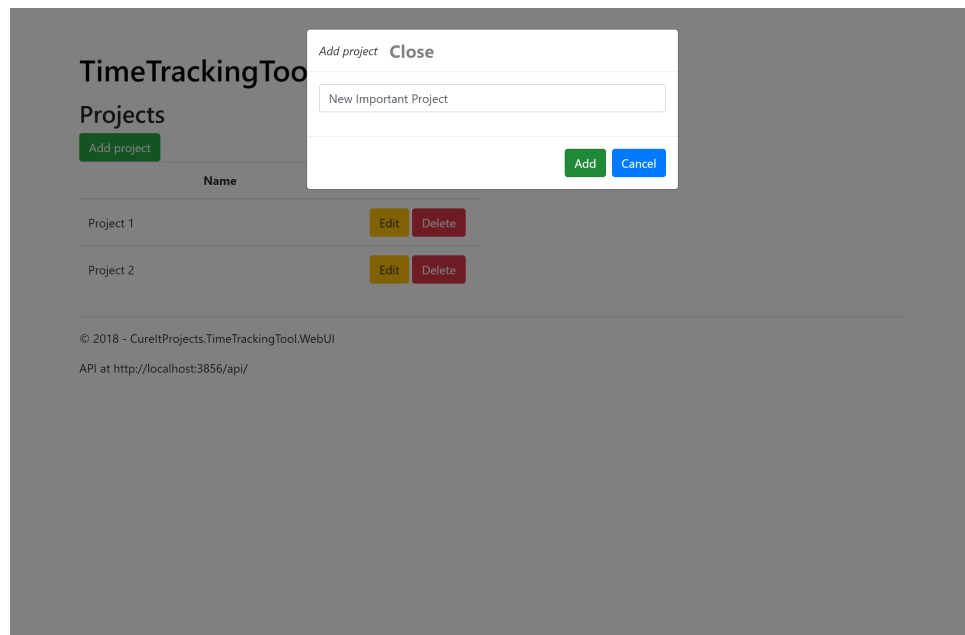 Add project Close
New Important Project
Add Cancel
TimeTrackingToo
Projects
Add project
Name
Project 1 Edit Delete
Project 2 Edit Delete
© 2018 - CureItProjects.TimeTrackingTool.WebUI
API at http://localhost:3856/api/